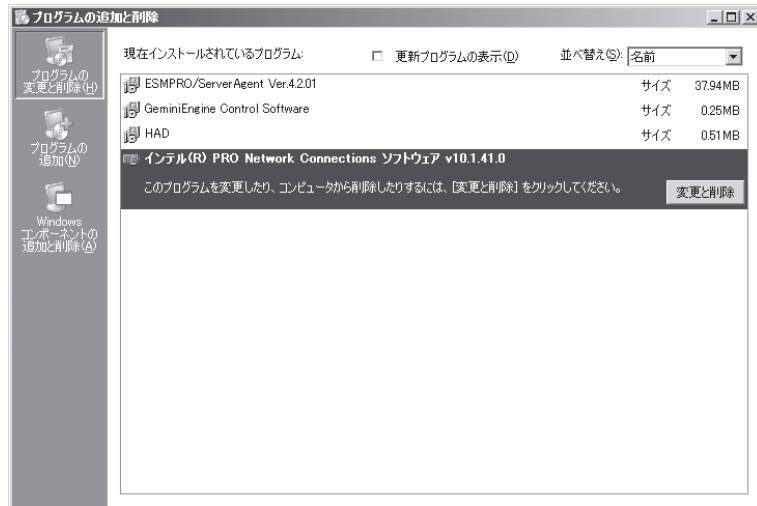 プログラムの追加と削除
プログラムの
変更と削除(H)
プログラムの
追加(N)
Windows
コンポーネントの
追加と削除(A)
現在インストールされているプログラム:
更新プログラムの表示(D)
並べ替え(S):
名前
ESMPRO/ServerAgent Ver.4.2.01
サイズ 37.94MB
GeminiEngine Control Software
サイズ 0.25MB
HAD
サイズ 0.51MB
インテル(R) PRO Network Connections ソフトウェア v10.1.41.0
このプログラムを変更したり、コンピュータから削除したりするには、[変更と削除] をクリックしてください。
変更と削除